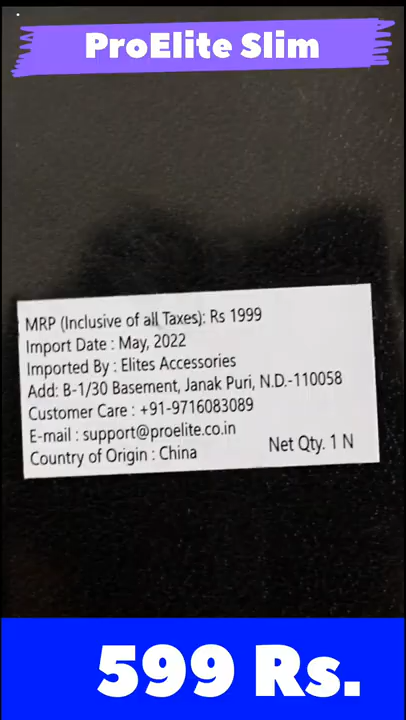 ProElite Slim
MRP (Inclusive of all Taxes): Rs 1999
Import Date : May, 2022
Imported By : Elites Accessories
Add: B-1/30 Basement, Janak Puri, N.D.-110058
Customer Care : +91-9716083089
E-mail : support@proelite.co.in
Country of Origin : China
Net Qty. 1 N
599 Rs.